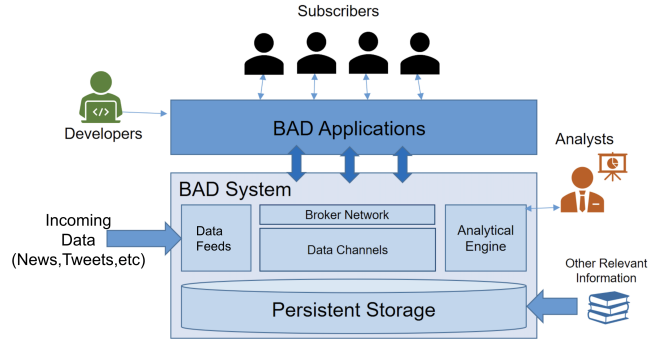 Subscribers
</>
Developers
BAD Applications
Analysts
BAD System
Incoming
Data
(News,Tweets,etc)
Data
Feeds
Broker Network
Data Channels
Analytical
Engine
Other Relevant
Information
Persistent Storage